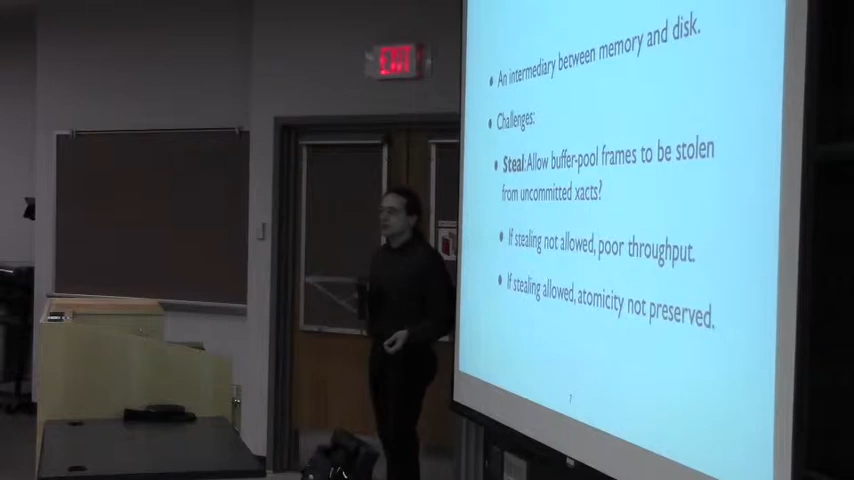 EXIT
• An intermediary between memory and disk.
• Challenges:
• Steal: Allow buffer-pool frames to be stolen
from uncommitted xacts?
• If stealing not allowed, poor throughput.
• If stealing allowed, atomicity not preserved.
7